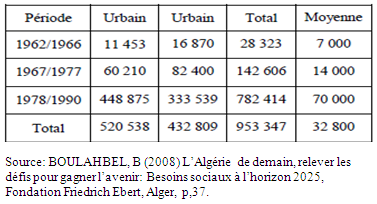 Période Urbain Urbain Total Moyenne
1962/1966 11 453 16 870 28 323 7 000
1967/1977 60 210 82 400 142 606 14 000
1978/1990 448 875 333 539 782 414 70 000
Total 520 538 432 809 953 347 32 800
Source: BOULAHBEL, B (2008) L’Algérie de demain, relever les
défis pour gagner l’avenir: Besoins sociaux à l’horizon 2025,
Fondation Friedrich Ebert, Alger, p,37.